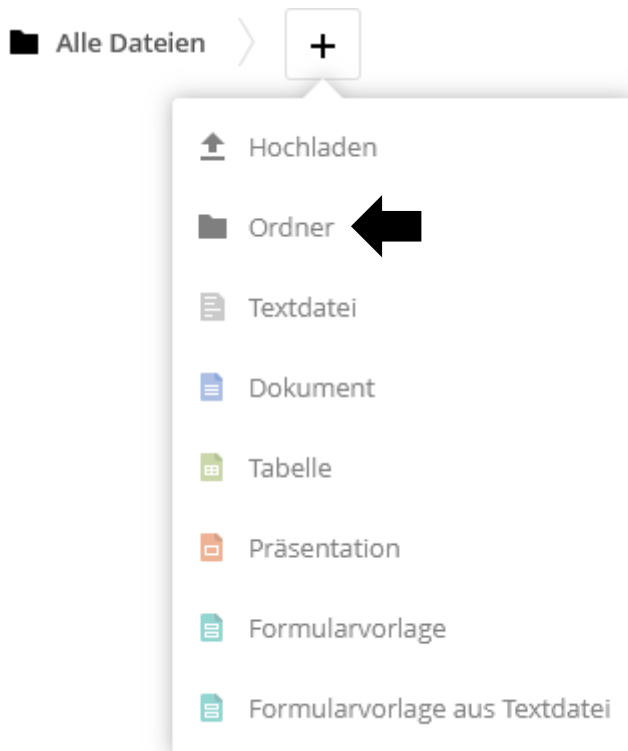 Alle Dateien
+
Hochladen
Ordner
Textdatei
Dokument
Tabelle
Präsentation
Formularvorlage
Formularvorlage aus Textdatei